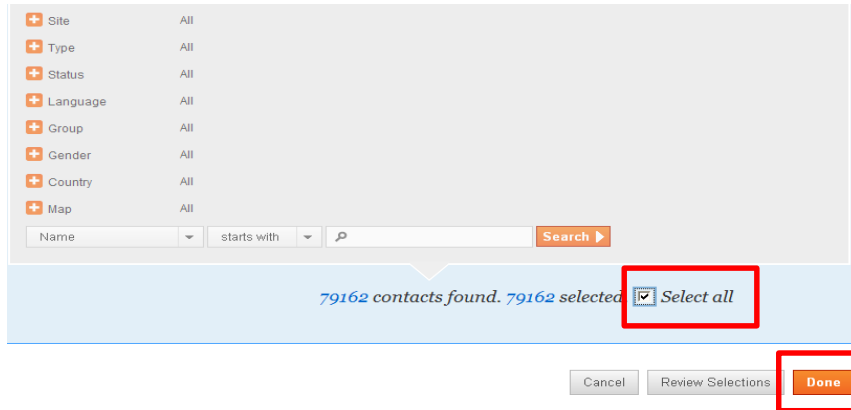 Site All
Type All
Status All
Language All
Group All
Gender All
Country All
Map All
Name starts with Search
79162 contacts found. 79162 selected Select all
Cancel Review Selections Done